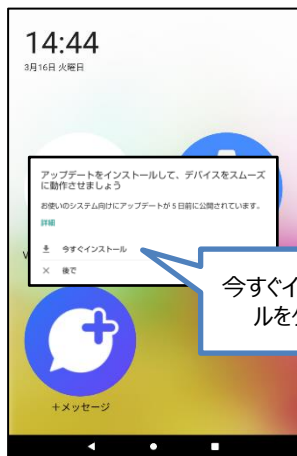 14:44
3月16日 火曜日
アップデートをインストールして、デバイスをスムーズ
に動作させましょう
お使いのシステム向けにアップデートが 5 日前に公開されています。
詳細
今すぐインストール
後で
今すぐイ
ルを
+メッセージ